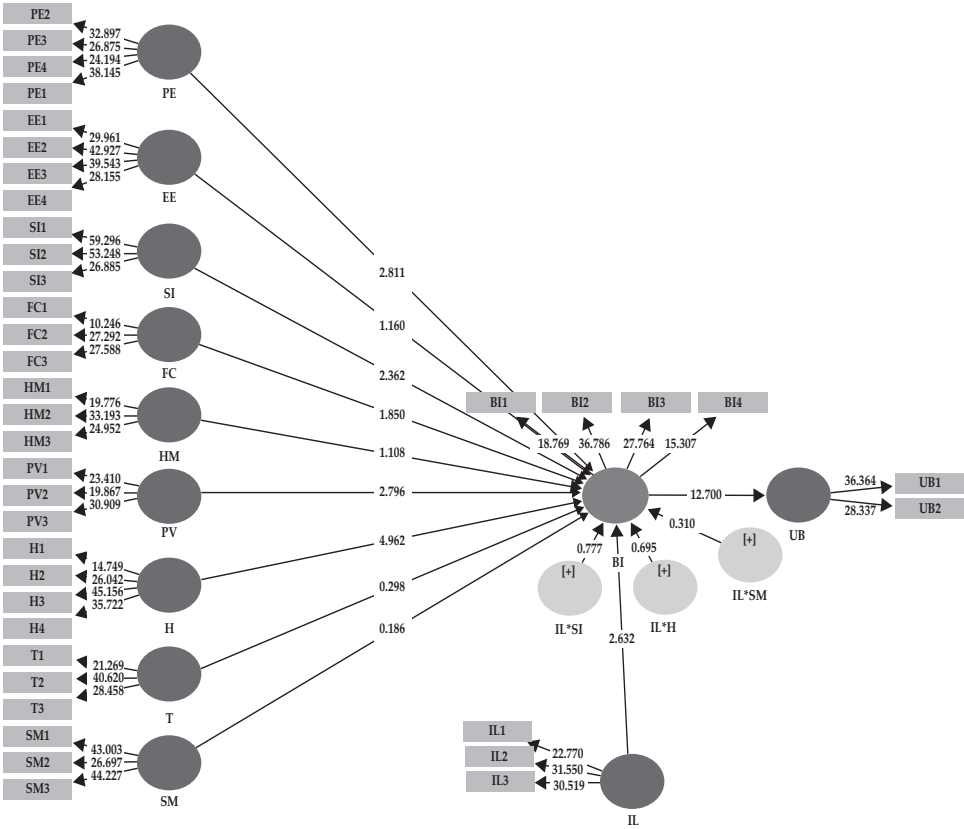 PE2
PE3
PE4
PE1
32.897
26.875
24.194
38.145
PE
EE1
EE2
EE3
EE4
29.961
42.927
39.543
28.155
EE
SI1
SI2
SI3
59.296
53.248
26.885
SI
FC1
FC2
FC3
10.246
27.292
27.588
FC
HM1
HM2
HM3
19.776
33.193
24.952
HM
PV1
PV2
PV3
23.410
19.867
30.909
PV
H1
H2
H3
H4
14.749
26.042
45.156
35.722
H
T1
T2
T3
21.269
40.620
28.458
T
SM1
SM2
SM3
43.003
26.697
44.227
SM
2.811
1.160
2.362
1.850
1.108
2.796
4.962
0.298
0.186
BI1
BI2
BI3
BI4
18.769
36.786
27.764
15.307
BI
12.700
UB
36.364
28.337
UB1
UB2
0.777
[+]
IL*SI
0.695
[+]
IL*H
0.310
[+]
IL*SM
2.632
IL1
IL2
IL3
22.770
31.550
30.519
IL